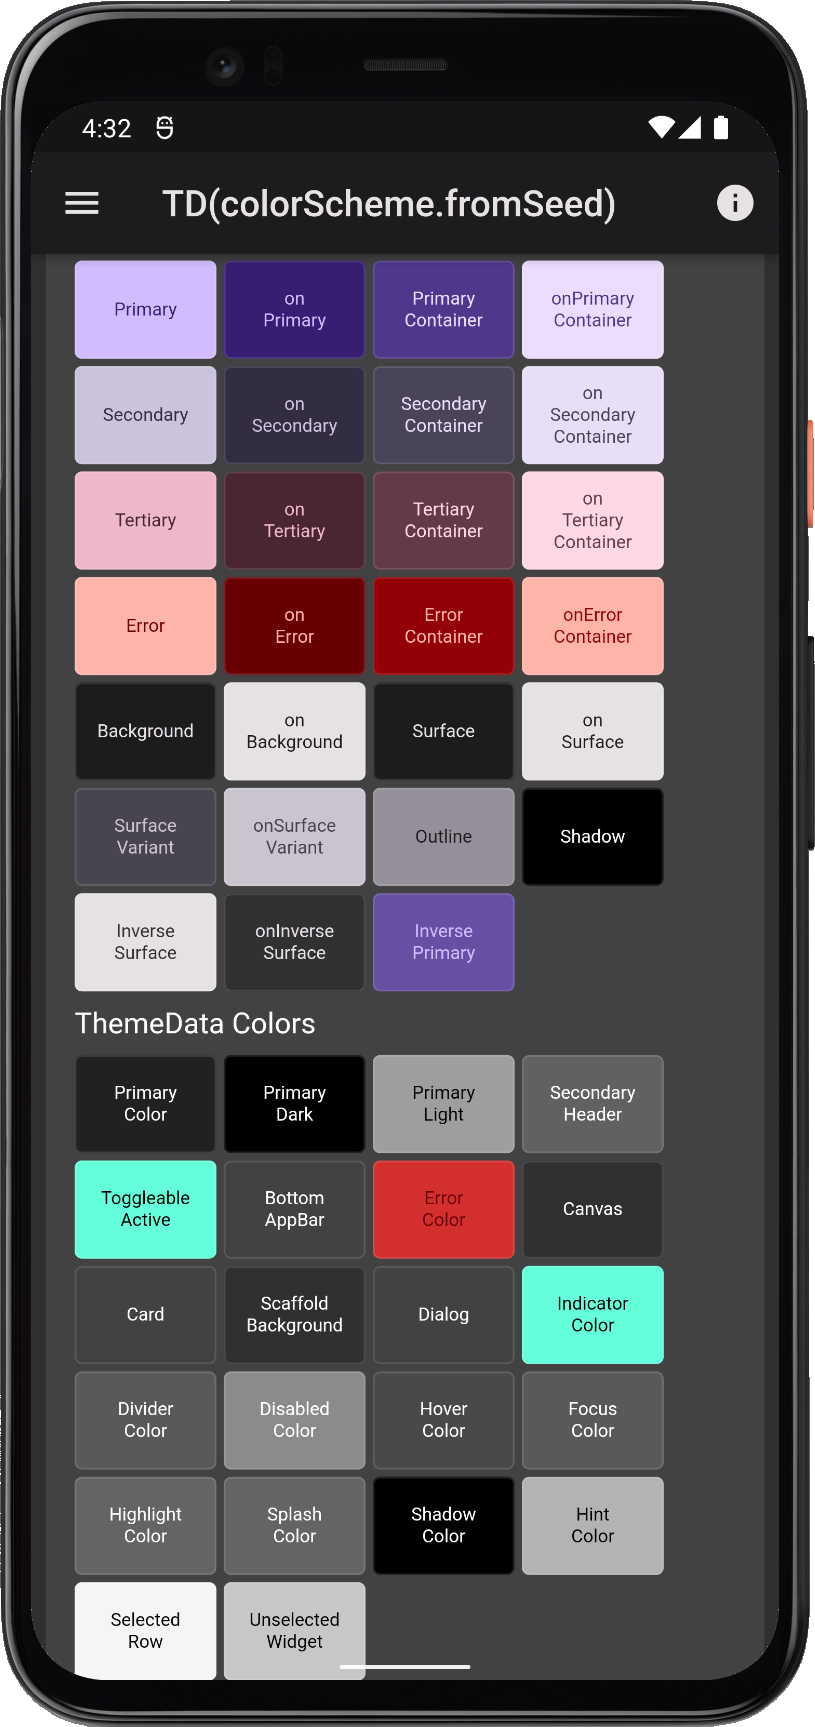 4:32
TD(colorScheme.fromSeed)
Primary
on
Primary
Primary
Container
onPrimary
Container
Secondary
on
Secondary
Secondary
Container
on
Secondary
Container
Tertiary
on
Tertiary
Tertiary
Container
on
Tertiary
Container
Error
on
Error
Error
Container
onError
Container
Background
on
Background
Surface
on
Surface
Surface
Variant
onSurface
Variant
Outline
Shadow
Inverse
Surface
onInverse
Surface
Inverse
Primary
ThemeData Colors
Primary
Color
Primary
Dark
Primary
Light
Secondary
Header
Toggleable
Active
Bottom
AppBar
Error
Color
Canvas
Card
Scaffold
Background
Dialog
Indicator
Color
Divider
Color
Disabled
Color
Hover
Color
Focus
Color
Highlight
Color
Splash
Color
Shadow
Color
Hint
Color
Selected
Row
Unselected
Widget